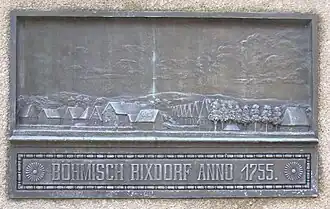 BÖHMISCH RIXDORF ANNO 1755.